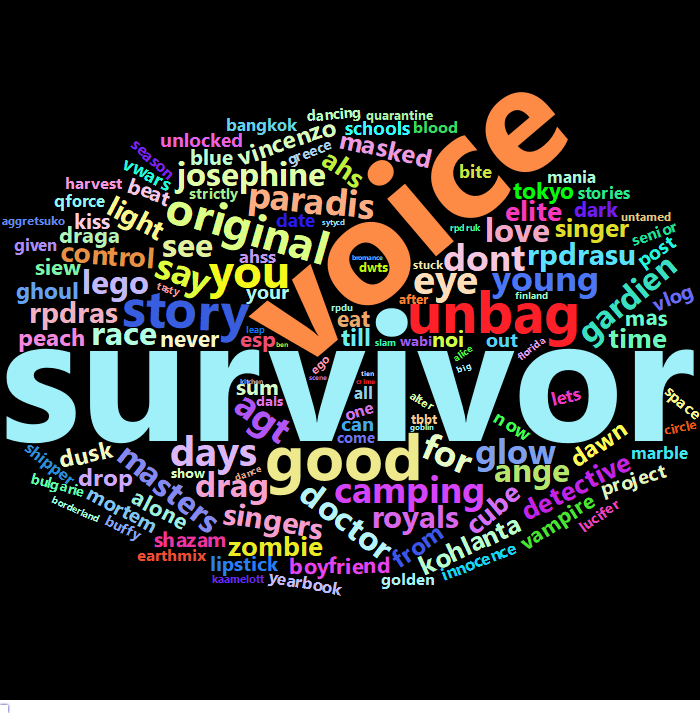 dancing quarantine
bangkok schools blood
unlocked vincenzo masked
season blue greece
vwars josephine ahs bite mania
harvest beat strictly paradis voice tokyo stories
qforce light original date elite dark untamed
aggretsuko kiss sytycd love singer senior
given draga control see ahss bromance rpdruk dont rpdrasu post
siew say you dwts stuck eye young gardien vlog
ghoul lego your after finland
rpdras story rpdu eat unbag mas
peach race never esp leap till slam wabi noi out time
ben alice florida
survivor
ego scene tien crime big
kitchen sum all lets space
dals agt one can alter tbbt now circle
shipper dusk days come goblin for glow dawn marble
bulgarie drop masters show dance good ange project
borderland mortem alone drag camping cube detective
buffy singers doctor royals vampire lucifer
shazam zombie from kohlanta
earthmix lipstick boyfriend innocence
kaamelott yearbook golden
tasty